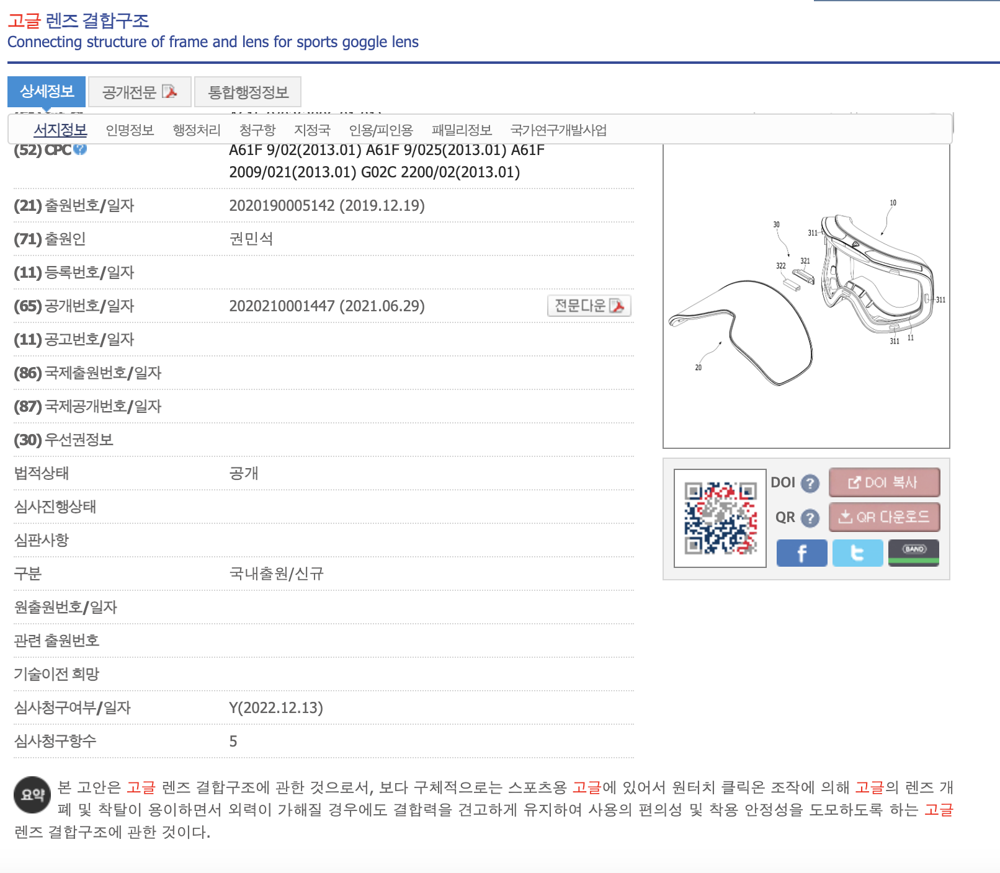 고글 렌즈 결합구조
Connecting structure of frame and lens for sports goggle lens
상세정보 공개전문 통합행정정보
서지정보 인명정보 행정처리 청구항 지정국 인용/피인용 패밀리정보 국가연구개발사업
(52) CPC ? A61F 9/02(2013.01) A61F 9/025(2013.01) A61F
2009/021(2013.01) G02C 2200/02(2013.01)
(21) 출원번호/일자 2020190005142 (2019.12.19)
(71) 출원인 권민석
(11) 등록번호/일자
(65) 공개번호/일자 2020210001447 (2021.06.29) 전문다운
(11) 공고번호/일자
(86) 국제출원번호/일자
(87) 국제공개번호/일자
(30) 우선권정보
법적상태 공개
심사진행상태
심판사항
구분 국내출원/신규
원출원번호/일자
관련 출원번호
기술이전 희망
심사청구여부/일자 Y(2022.12.13)
심사청구항수 5
10
30
311
321
322
311
311
11
20
DOI ? DOI 복사
QR ? QR 다운로드
f t BAND
요약 본 고안은 고글 렌즈 결합구조에 관한 것으로서, 보다 구체적으로는 스포츠용 고글에 있어서 원터치 클릭온 조작에 의해 고글의 렌즈 개
폐 및 착탈이 용이하면서 외력이 가해질 경우에도 결합력을 견고하게 유지하여 사용의 편의성 및 착용 안정성을 도모하도록 하는 고글
렌즈 결합구조에 관한 것이다.